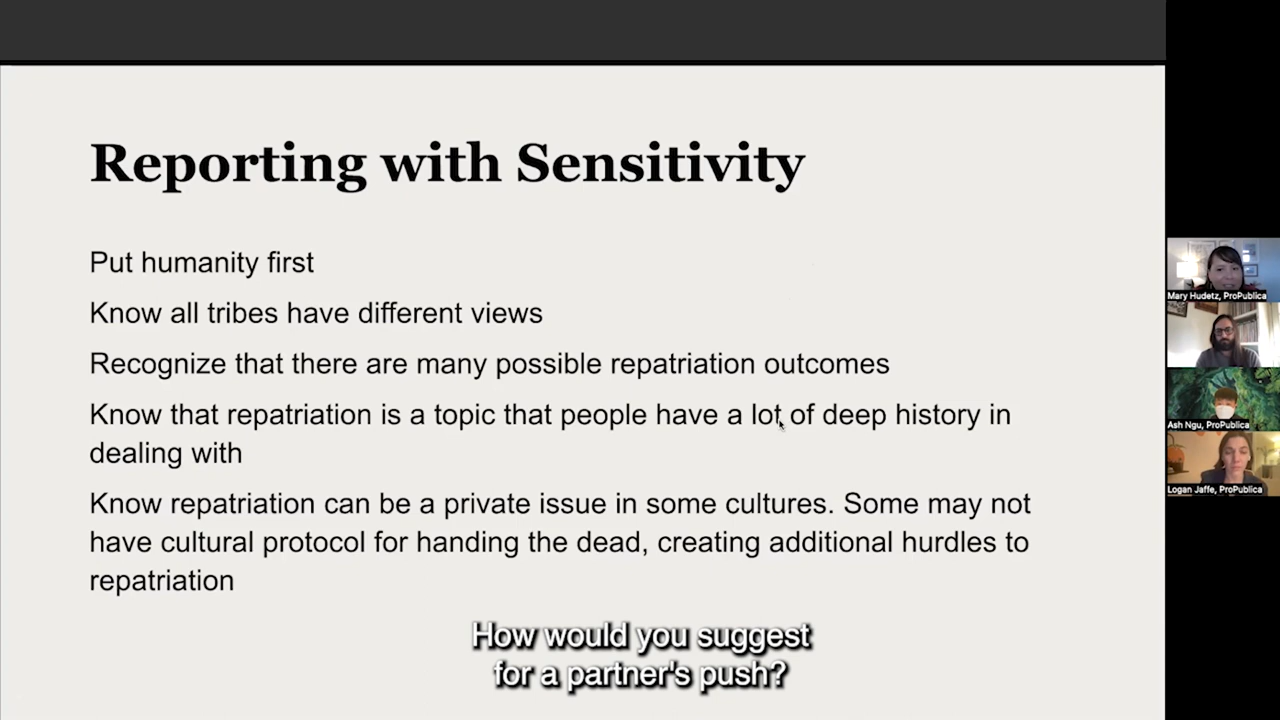 Reporting with Sensitivity
Put humanity first
Know all tribes have different views
Recognize that there are many possible repatriation outcomes
Know that repatriation is a topic that people have a lot of deep history in
dealing with
Know repatriation can be a private issue in some cultures. Some may not
have cultural protocol for handing the dead, creating additional hurdles to
repatriation
How would you suggest
for a partner's push?
Mary Hudetz, ProPublica
Ash Ngu, ProPublica
Logan Jaffe, ProPublica